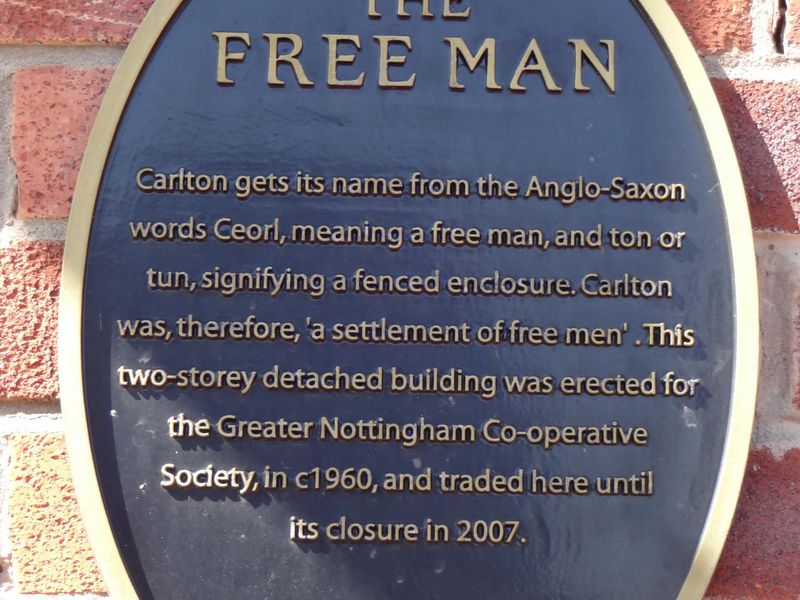 THE
FREE MAN
Carlton gets its name from the Anglo-Saxon
words Ceorl, meaning a free man, and ton or
tun, signifying a fenced enclosure. Carlton
was, therefore, 'a settlement of free men' . This
two-storey detached building was erected for
the Greater Nottingham Co-operative
Society, in c1960, and traded here until
its closure in 2007.